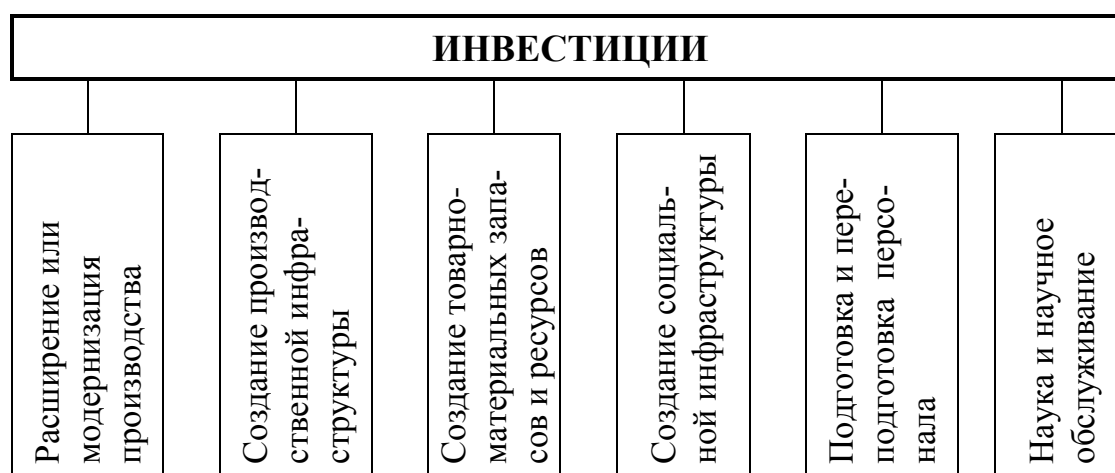 ИНВЕСТИЦИИ
Расширение или
модернизация
производства
Создание производ-
ственной инфра-
структуры
Создание товарно-
материальных запа-
сов и ресурсов
Создание социаль-
ной инфраструктуры
Подготовка и пере-
подготовка персо-
нала
Наука и научное
обслуживание